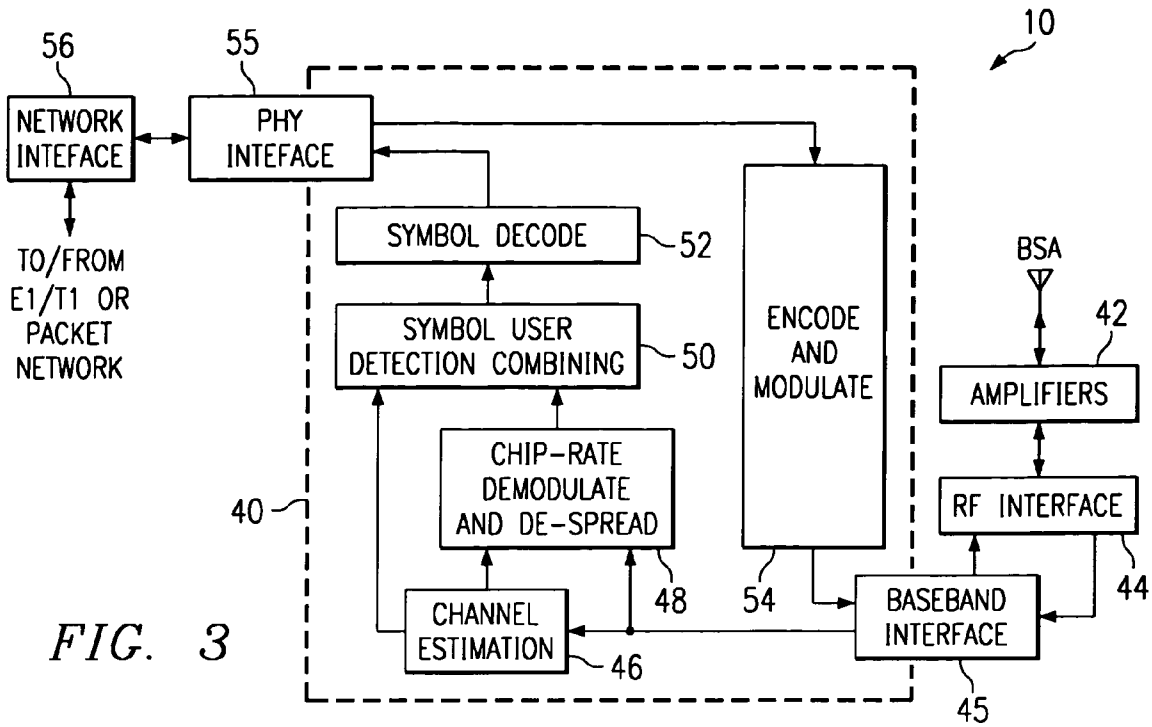 56
55
10
NETWORK
INTEFACE
PHY
INTEFACE
TO/FROM
E1/T1 OR
PACKET
NETWORK
SYMBOL DECODE
52
SYMBOL USER
DETECTION COMBINING
50
CHIP-RATE
DEMODULATE
AND DE-SPREAD
48
CHANNEL
ESTIMATION
46
40
ENCODE
AND
MODULATE
54
BSA
42
AMPLIFIERS
RF INTERFACE
44
BASEBAND
INTERFACE
45
FIG. 3